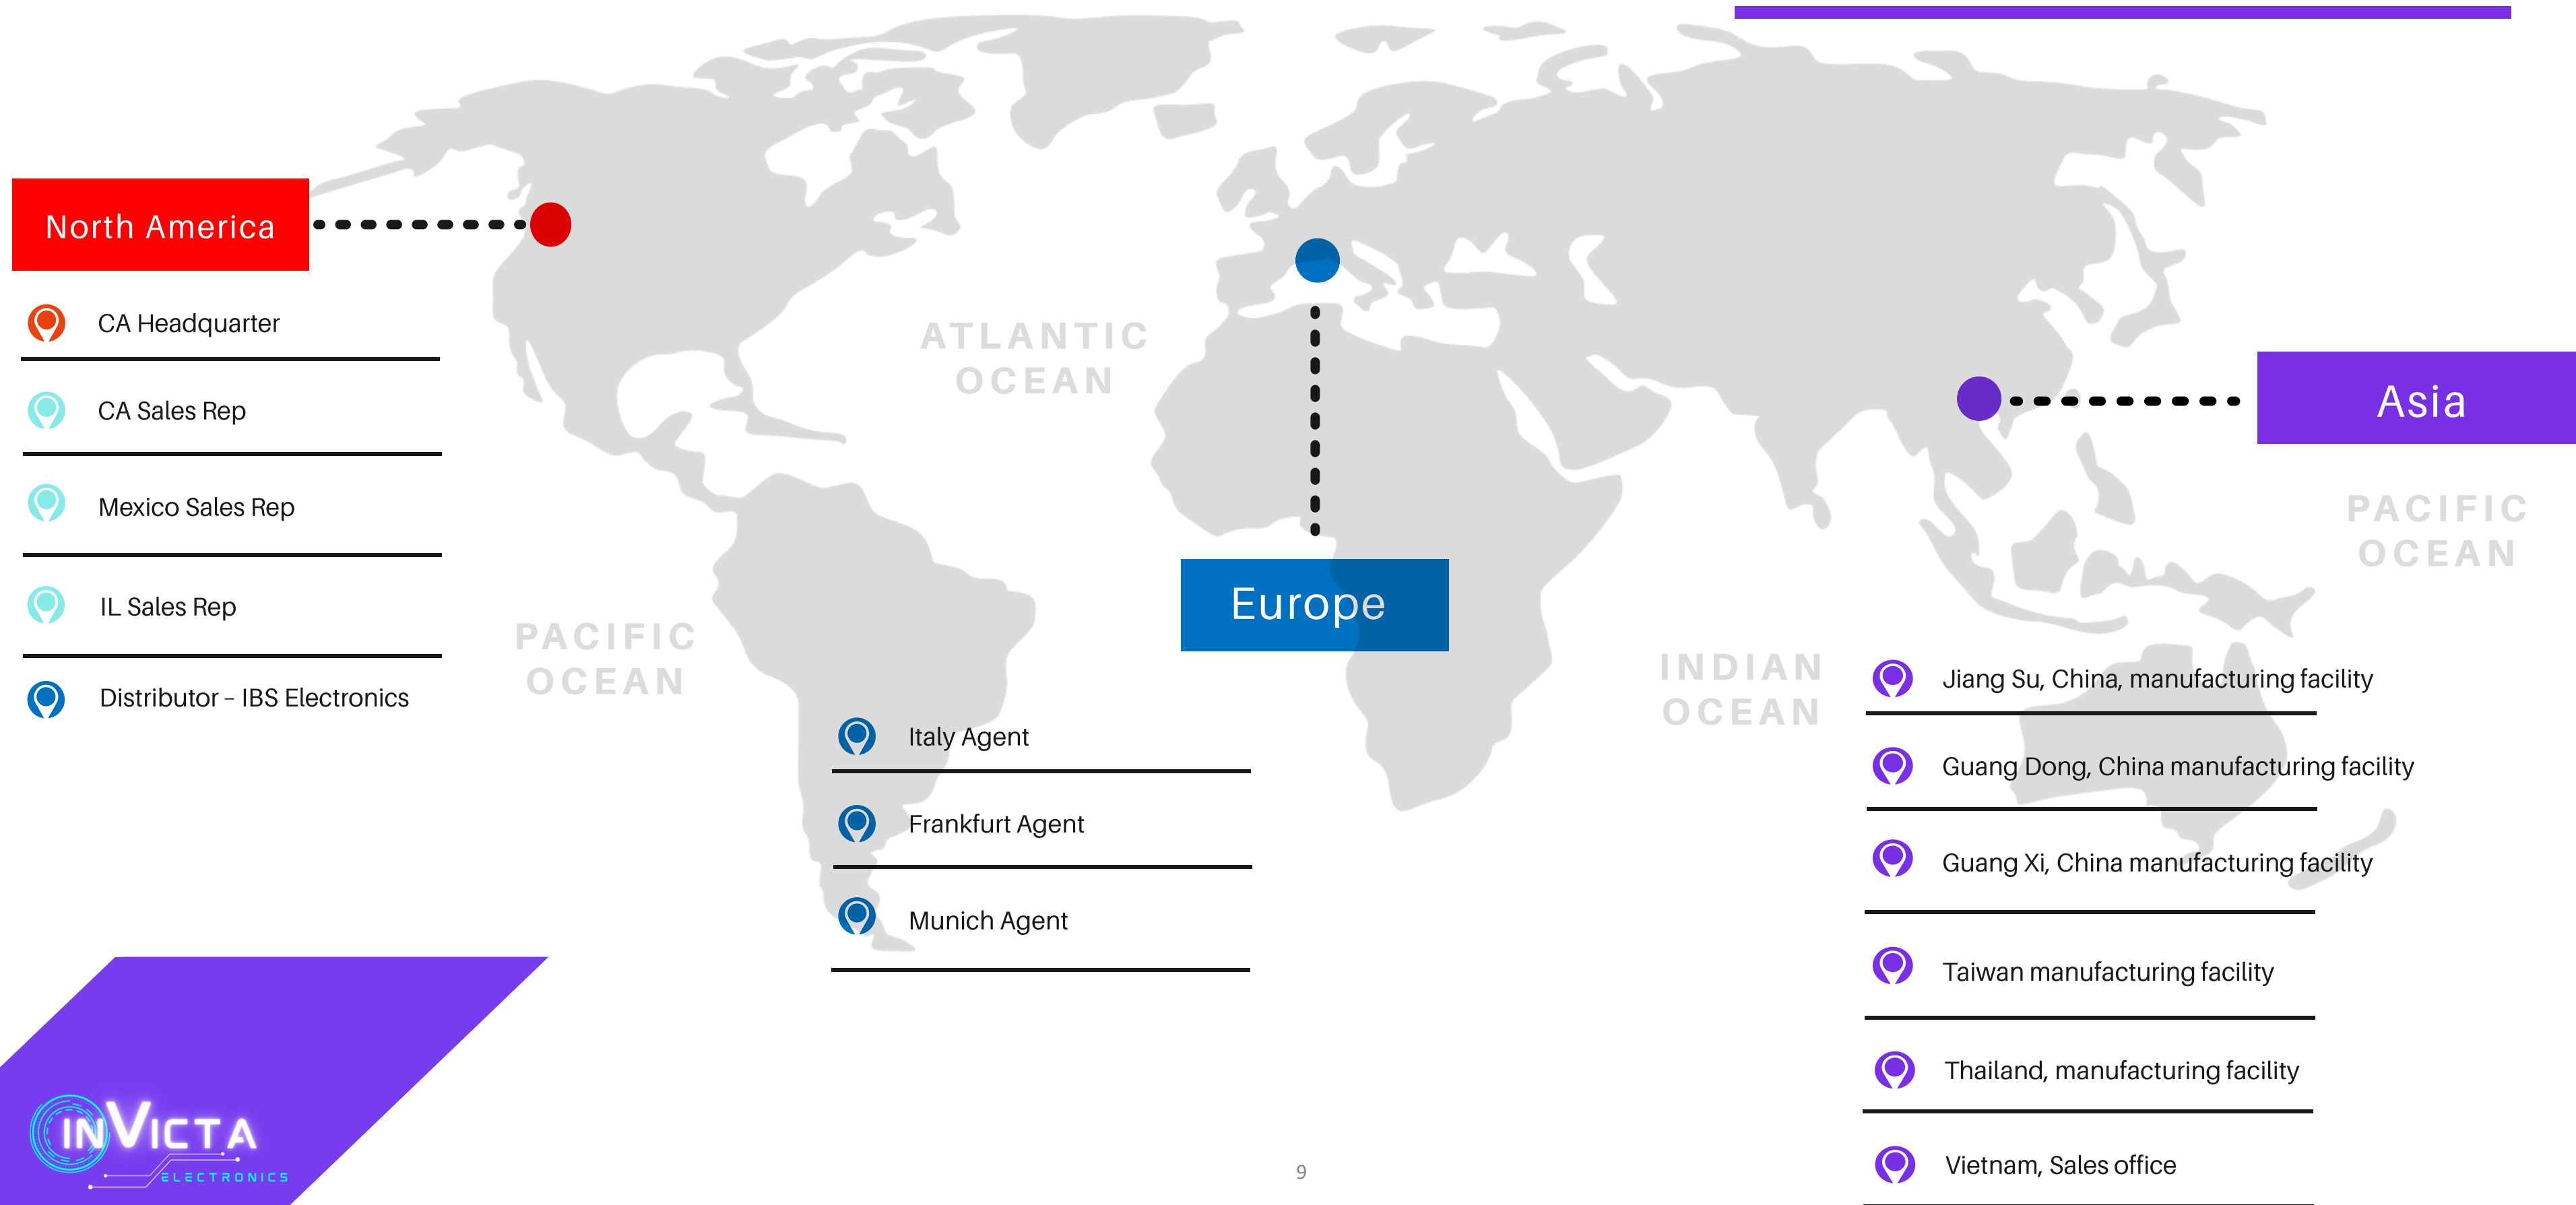 North America
CA Headquarter
CA Sales Rep
Mexico Sales Rep
IL Sales Rep
Distributor – IBS Electronics
ATLANTIC
OCEAN
PACIFIC
OCEAN
Europe
Italy Agent
Frankfurt Agent
Munich Agent
INDIAN
OCEAN
Asia
PACIFIC
OCEAN
Jiang Su, China, manufacturing facility
Guang Dong, China manufacturing facility
Guang Xi, China manufacturing facility
Taiwan manufacturing facility
Thailand, manufacturing facility
Vietnam, Sales office
INVICTA
ELECTRONICS
9